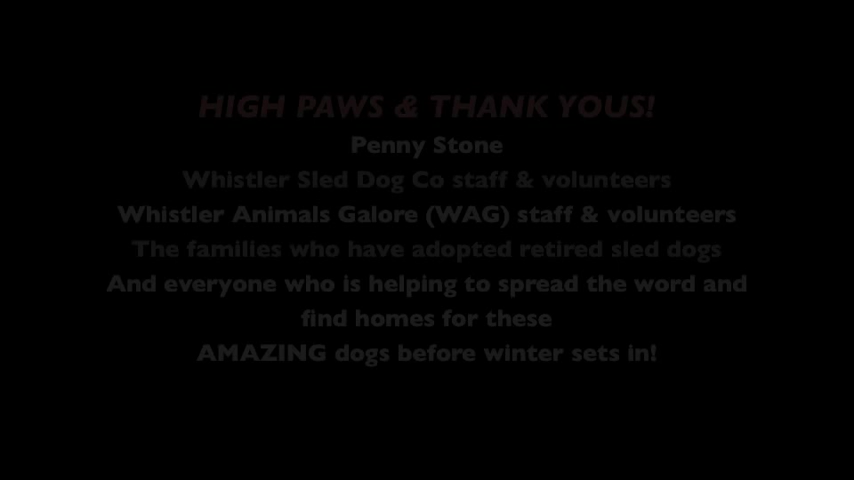 HIGH PAWS & THANK YOUS!
Penny Stone
Whistler Sled Dog Co staff & volunteers
Whistler Animals Galore (WAG) staff & volunteers
The families who have adopted retired sled dogs
And everyone who is helping to spread the word and
find homes for these
AMAZING dogs before winter sets in!